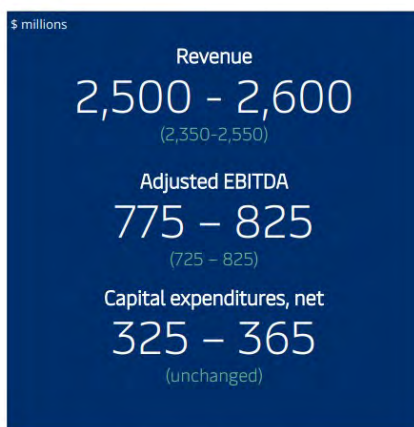 $ millions
Revenue
2,500 - 2,600
(2,350-2,550)
Adjusted EBITDA
775 – 825
(725 – 825)
Capital expenditures, net
325 – 365
(unchanged)